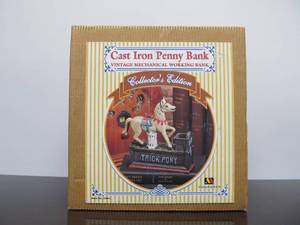 Cast Iron Penny Bank
VINTAGE MECHANICAL WORKING BANK
Collector's Edition
TRICK PONY